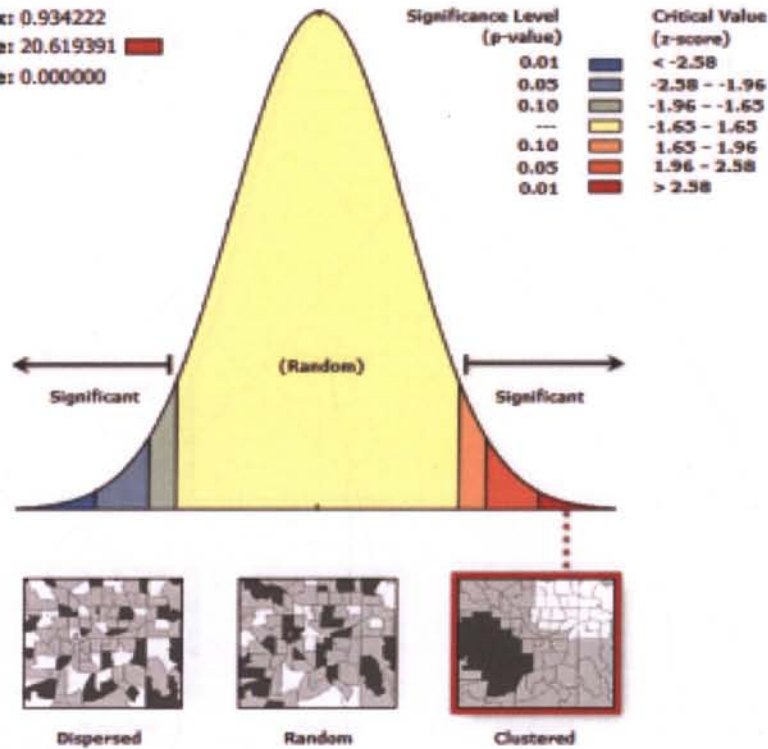 x: 0.934222
e: 20.619391
e: 0.000000
Significance Level
(p-value)
Critical Value
(z-score)
0.01 < -2.58
0.05 -2.58 - -1.96
0.10 -1.96 - -1.65
--- -1.65 - 1.65
0.10 1.65 - 1.96
0.05 1.96 - 2.58
0.01 > 2.58
(Random)
Significant
Significant
Dispersed
Random
Clustered